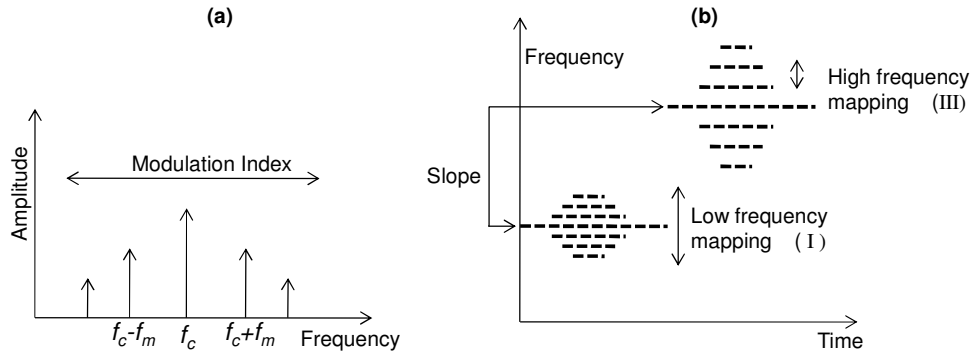 (a)
Amplitude
Modulation Index
fc-fm
fc
fc+fm
Frequency
(b)
Frequency
High frequency
mapping (III)
Slope
Low frequency
mapping ( I )
Time